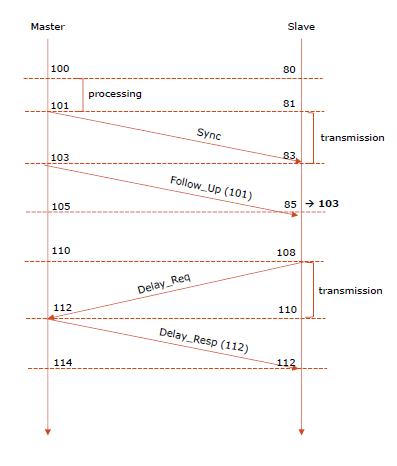 Master Slave
100 80
processing
101 81
Sync
transmission
103 83
Follow_Up (101)
105 85 → 103
110 108
Delay_Req
transmission
112 110
Delay_Resp (112)
114 112